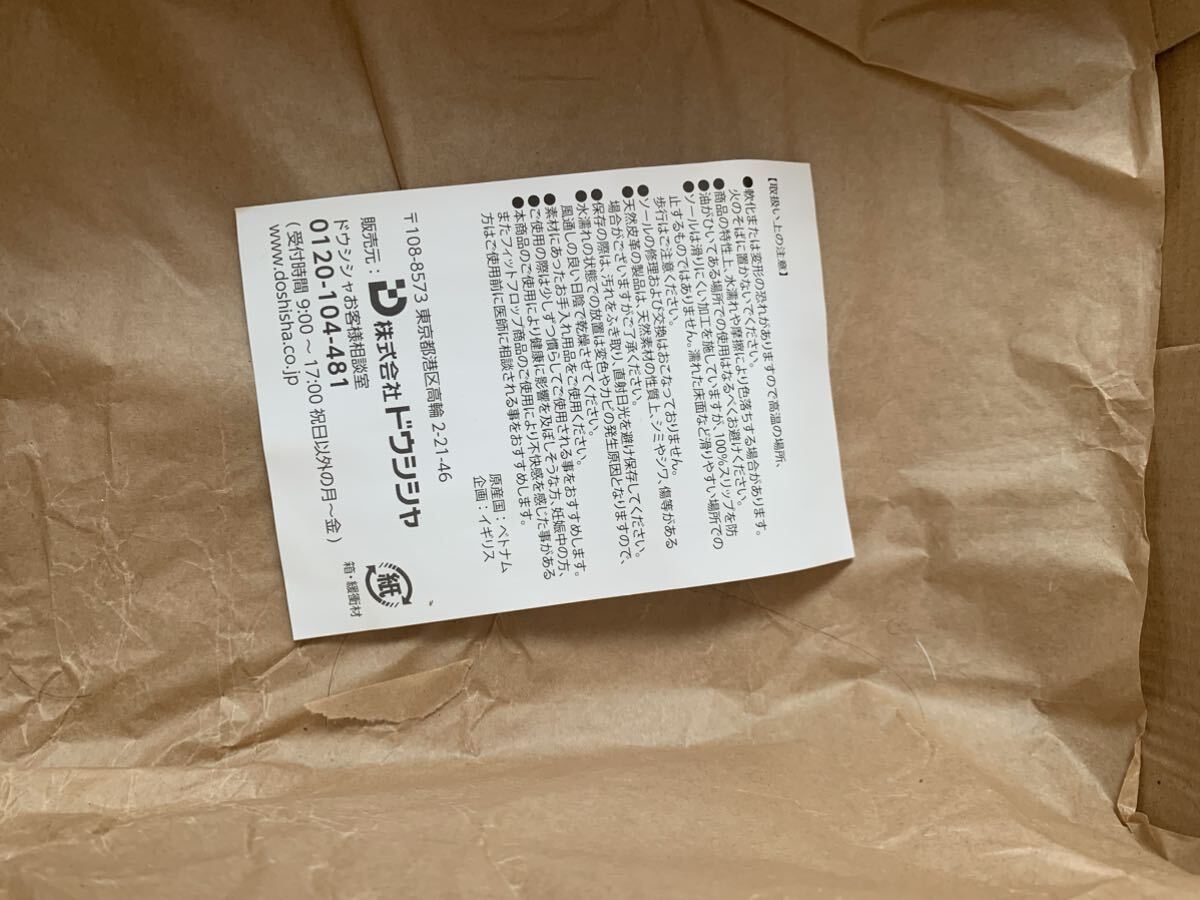 【取扱い上の注意】
●軟化または変形の恐れがありますので高温の場所、
火のそばに置かないでください。
●商品の特性上、水濡れや摩擦により色落ちする場合があります。
●油がひいてある場所での使用はなるべくお避けください。
●ソールは滑りにくい加工を施していますが、100%スリップを防
止するものではありません。濡れた床面など滑りやすい場所での
歩行はご注意ください。
●ソールの修理および交換はおこなっておりません。
●天然皮革の製品は、天然素材の性質上、シミやシワ、傷等がある
場合がございますがご了承ください。
●保存の際は、汚れをふき取り、直射日光を避け保存してください。
●水濡れの状態での放置は変色やカビの発生原因となりますので、
風通しの良い日陰で乾燥させてください。
●素材にあったお手入れ用品をご使用ください。
●ご使用の際は少しずつ慣らしてご使用される事をおすすめします。
●本商品のご使用により健康に影響を及ぼしそうな方、妊娠中の方、
またフィットフロップ商品のご使用により不快感を感じた事がある
方はご使用前に医師に相談される事をおすすめします。
原産国：ベトナム
企画：イギリス
〒108-8573 東京都港区高輪 2-21-46
販売元：株式会社ドウシシャ
ドウシシャお客様相談室
0120-104-481
（受付時間 9:00～17:00 祝日以外の月～金）
www.doshisha.co.jp
紙
箱・緩衝材